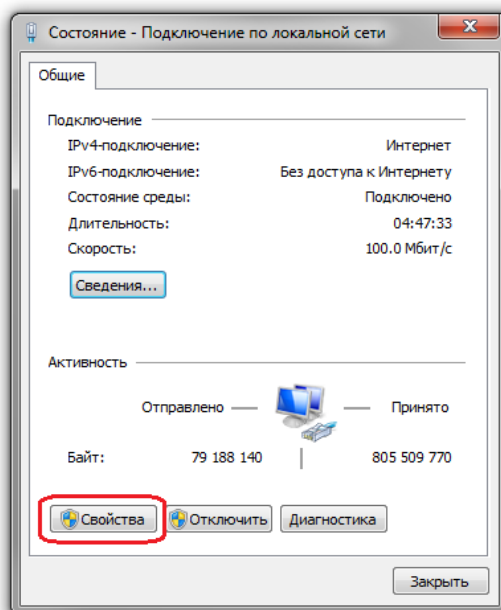 Состояние - Подключение по локальной сети
Общие
Подключение
IPv4-подключение: Интернет
IPv6-подключение: Без доступа к Интернету
Состояние среды: Подключено
Длительность: 04:47:33
Скорость: 100.0 Мбит/с
Сведения...
Активность
Отправлено — — Принято
Байт: 79 188 140 | 805 509 770
Свойства Отключить Диагностика
Закрыть